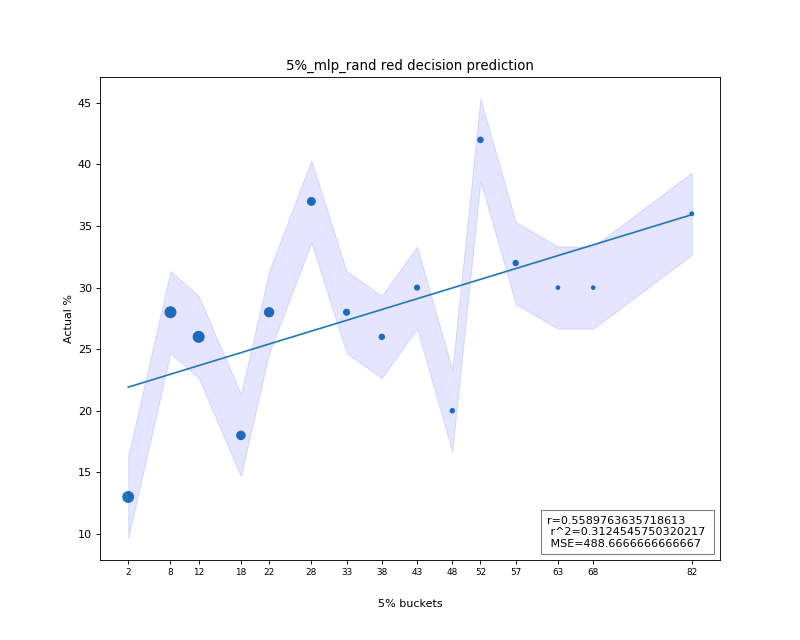 5%_mlp_rand red decision prediction
45
40
35
30
25
20
15
10
Actual %
r=0.5589763635718613
r^2=0.3124545750320217
MSE=488.6666666666667
2 8 12 18 22 28 33 38 43 48 52 57 63 68 82
5% buckets